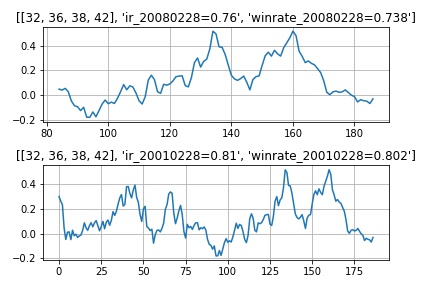 [[32, 36, 38, 42], 'ir_20080228=0.76', 'winrate_20080228=0.738']
0.4
0.2
0.0
−0.2
80 100 120 140 160 180
[[32, 36, 38, 42], 'ir_20010228=0.81', 'winrate_20010228=0.802']
0.4
0.2
0.0
−0.2
0 25 50 75 100 125 150 175